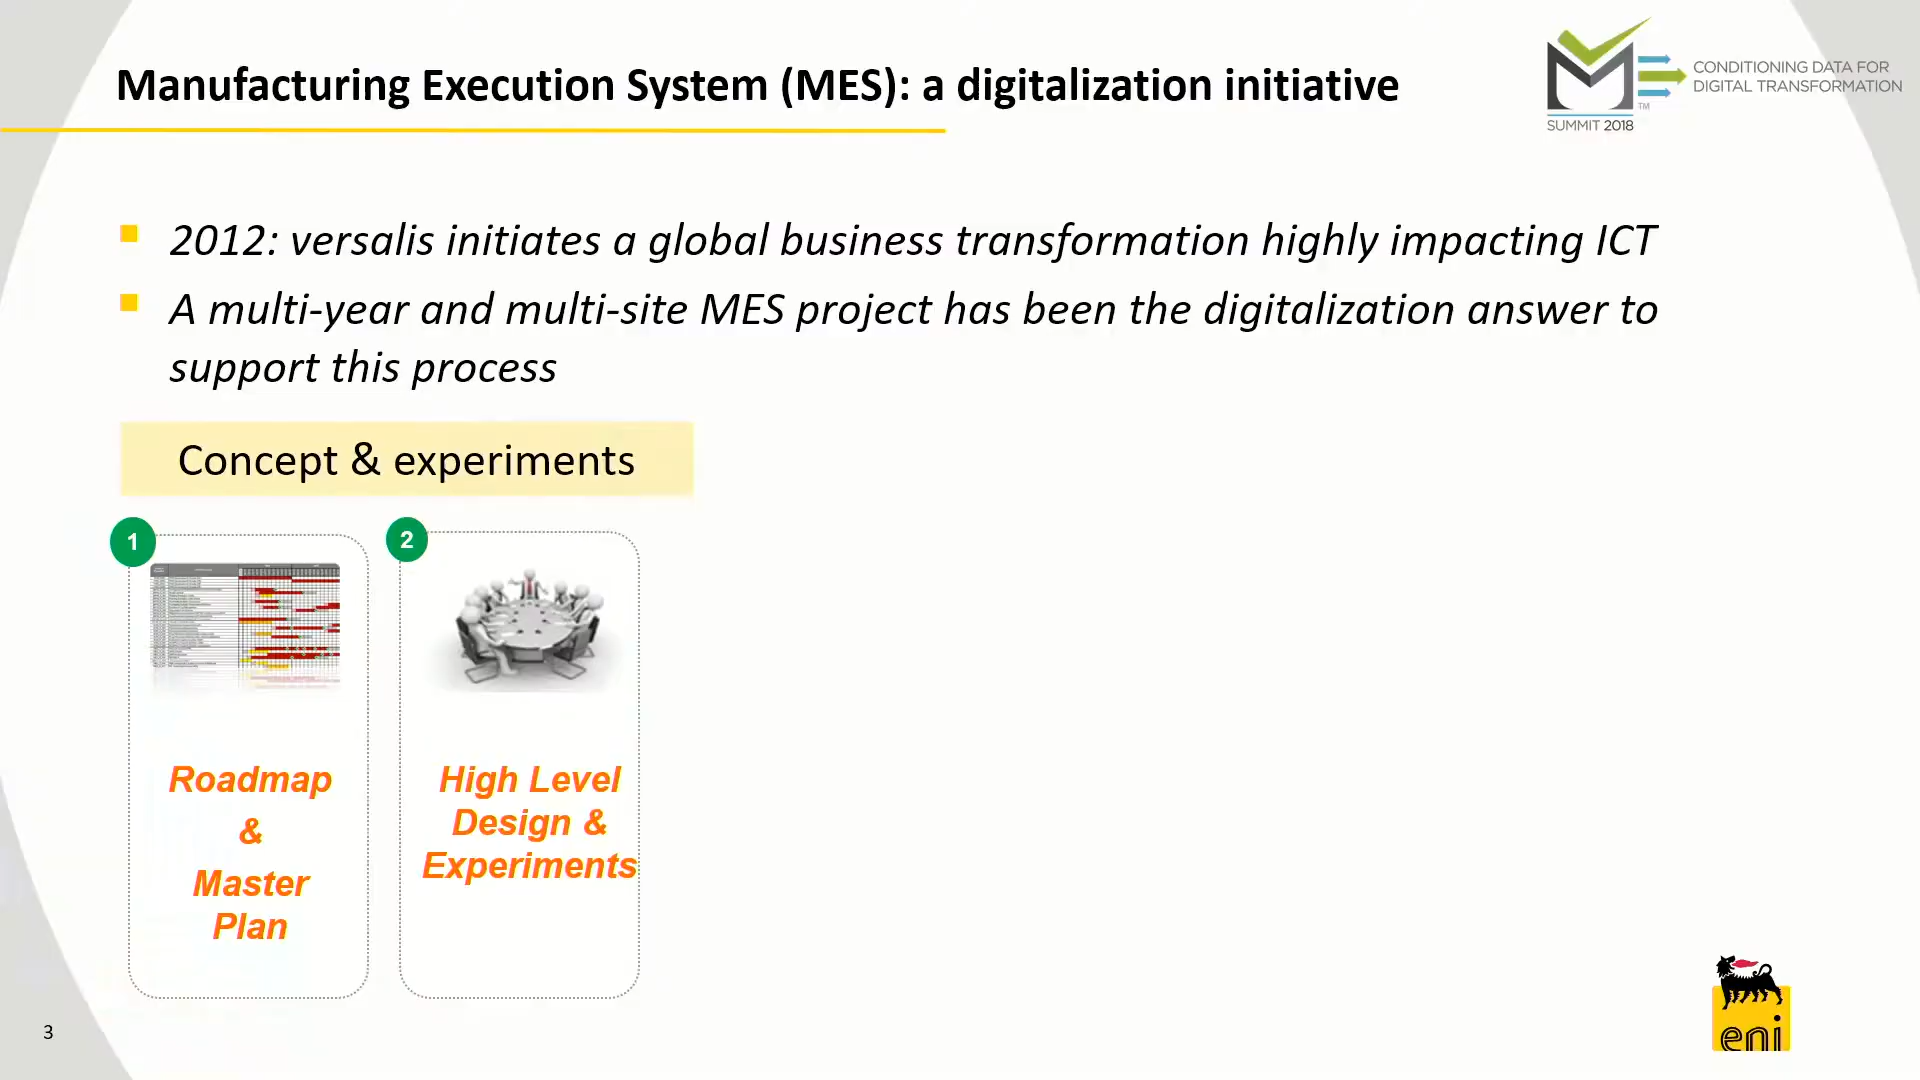 Manufacturing Execution System (MES): a digitalization initiative
CONDITIONING DATA FOR
DIGITAL TRANSFORMATION
TM
SUMMIT 2018
2012: versalis initiates a global business transformation highly impacting ICT
A multi-year and multi-site MES project has been the digitalization answer to
support this process
Concept & experiments
1
2
Roadmap
&
Master
Plan
High Level
Design &
Experiments
3
eni